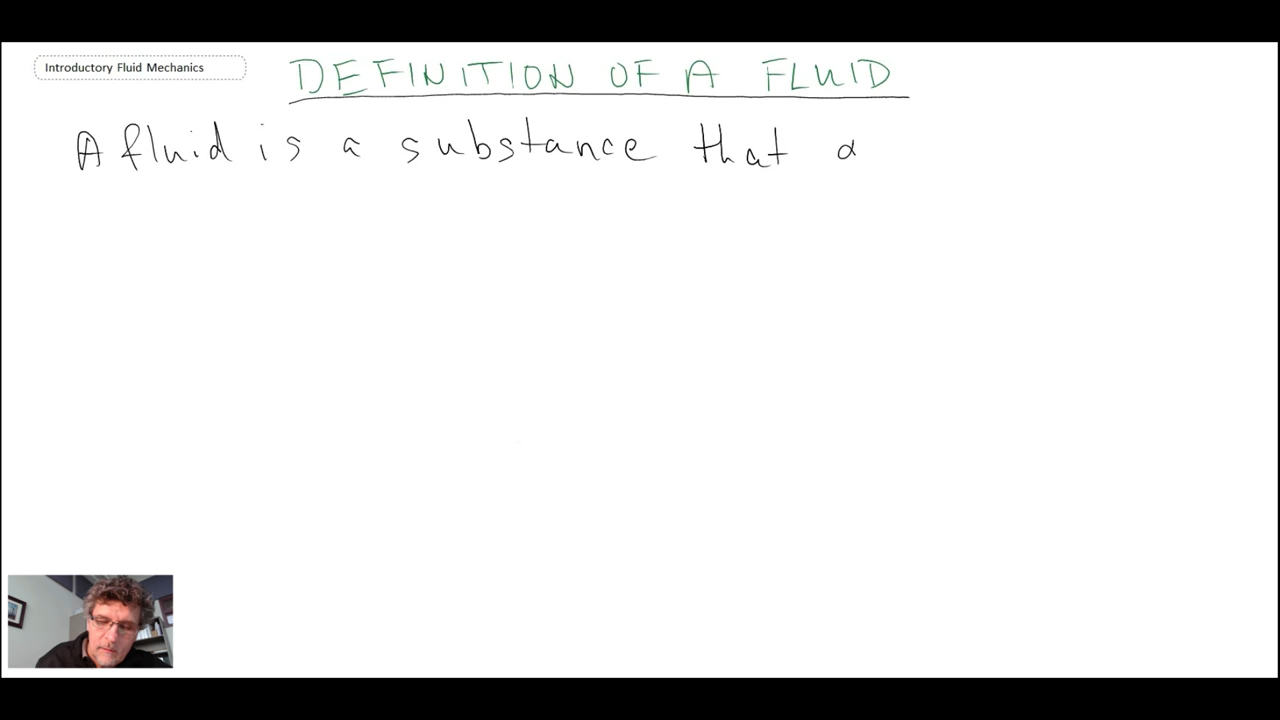 Introductory Fluid Mechanics
DEFINITION OF A FLUID
A fluid is a substance that